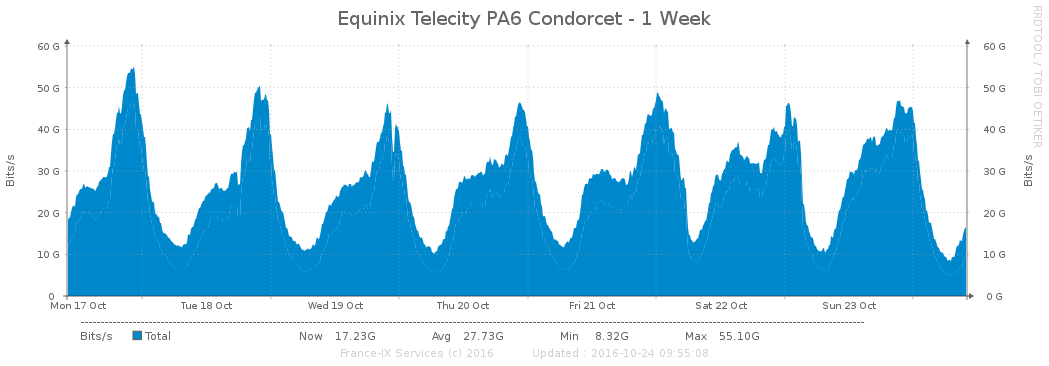 Equinix Telecity PA6 Condorcet - 1 Week
RRDTOOL / TOBI OETIKER
Bits/s
Bits/s
60 G 60 G
50 G 50 G
40 G 40 G
30 G 30 G
20 G 20 G
10 G 10 G
0 0 G
Mon 17 Oct Tue 18 Oct Wed 19 Oct Thu 20 Oct Fri 21 Oct Sat 22 Oct Sun 23 Oct
Bits/s Total Now 17.23G Avg 27.73G Min 8.32G Max 55.10G
France-IX Services (c) 2016 Updated : 2016-10-24 09:55:08